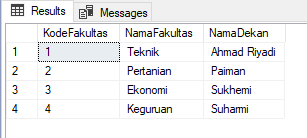 Results Messages
KodeFakultas NamaFakultas NamaDekan
1 1 Teknik Ahmad Riyadi
2 2 Pertanian Paiman
3 3 Ekonomi Sukhemi
4 4 Keguruan Suharmi